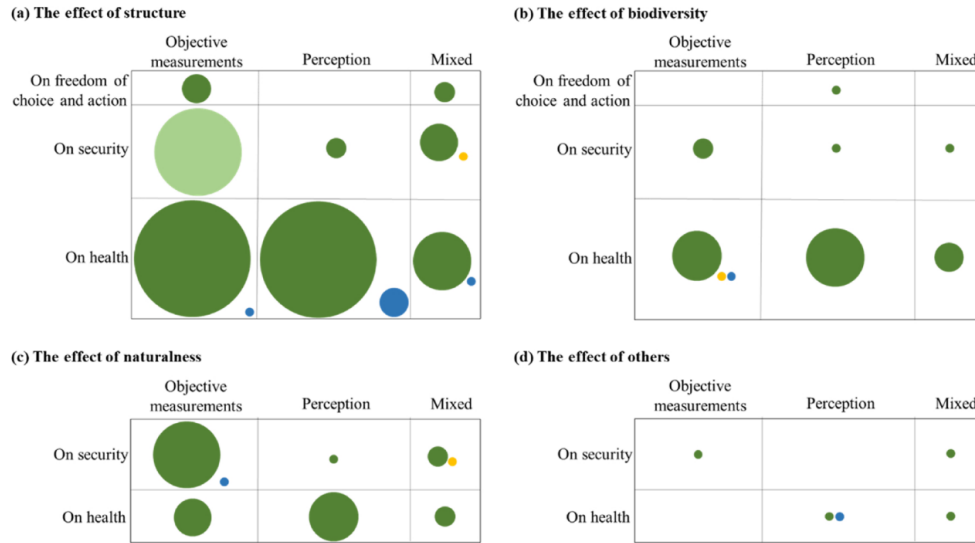 (a) The effect of structure
Objective
measurements
Perception
Mixed
On freedom of
choice and action
On security
On health
(b) The effect of biodiversity
Objective
measurements
Perception
Mixed
On freedom of
choice and action
On security
On health
(c) The effect of naturalness
Objective
measurements
Perception
Mixed
On security
On health
(d) The effect of others
Objective
measurements
Perception
Mixed
On security
On health